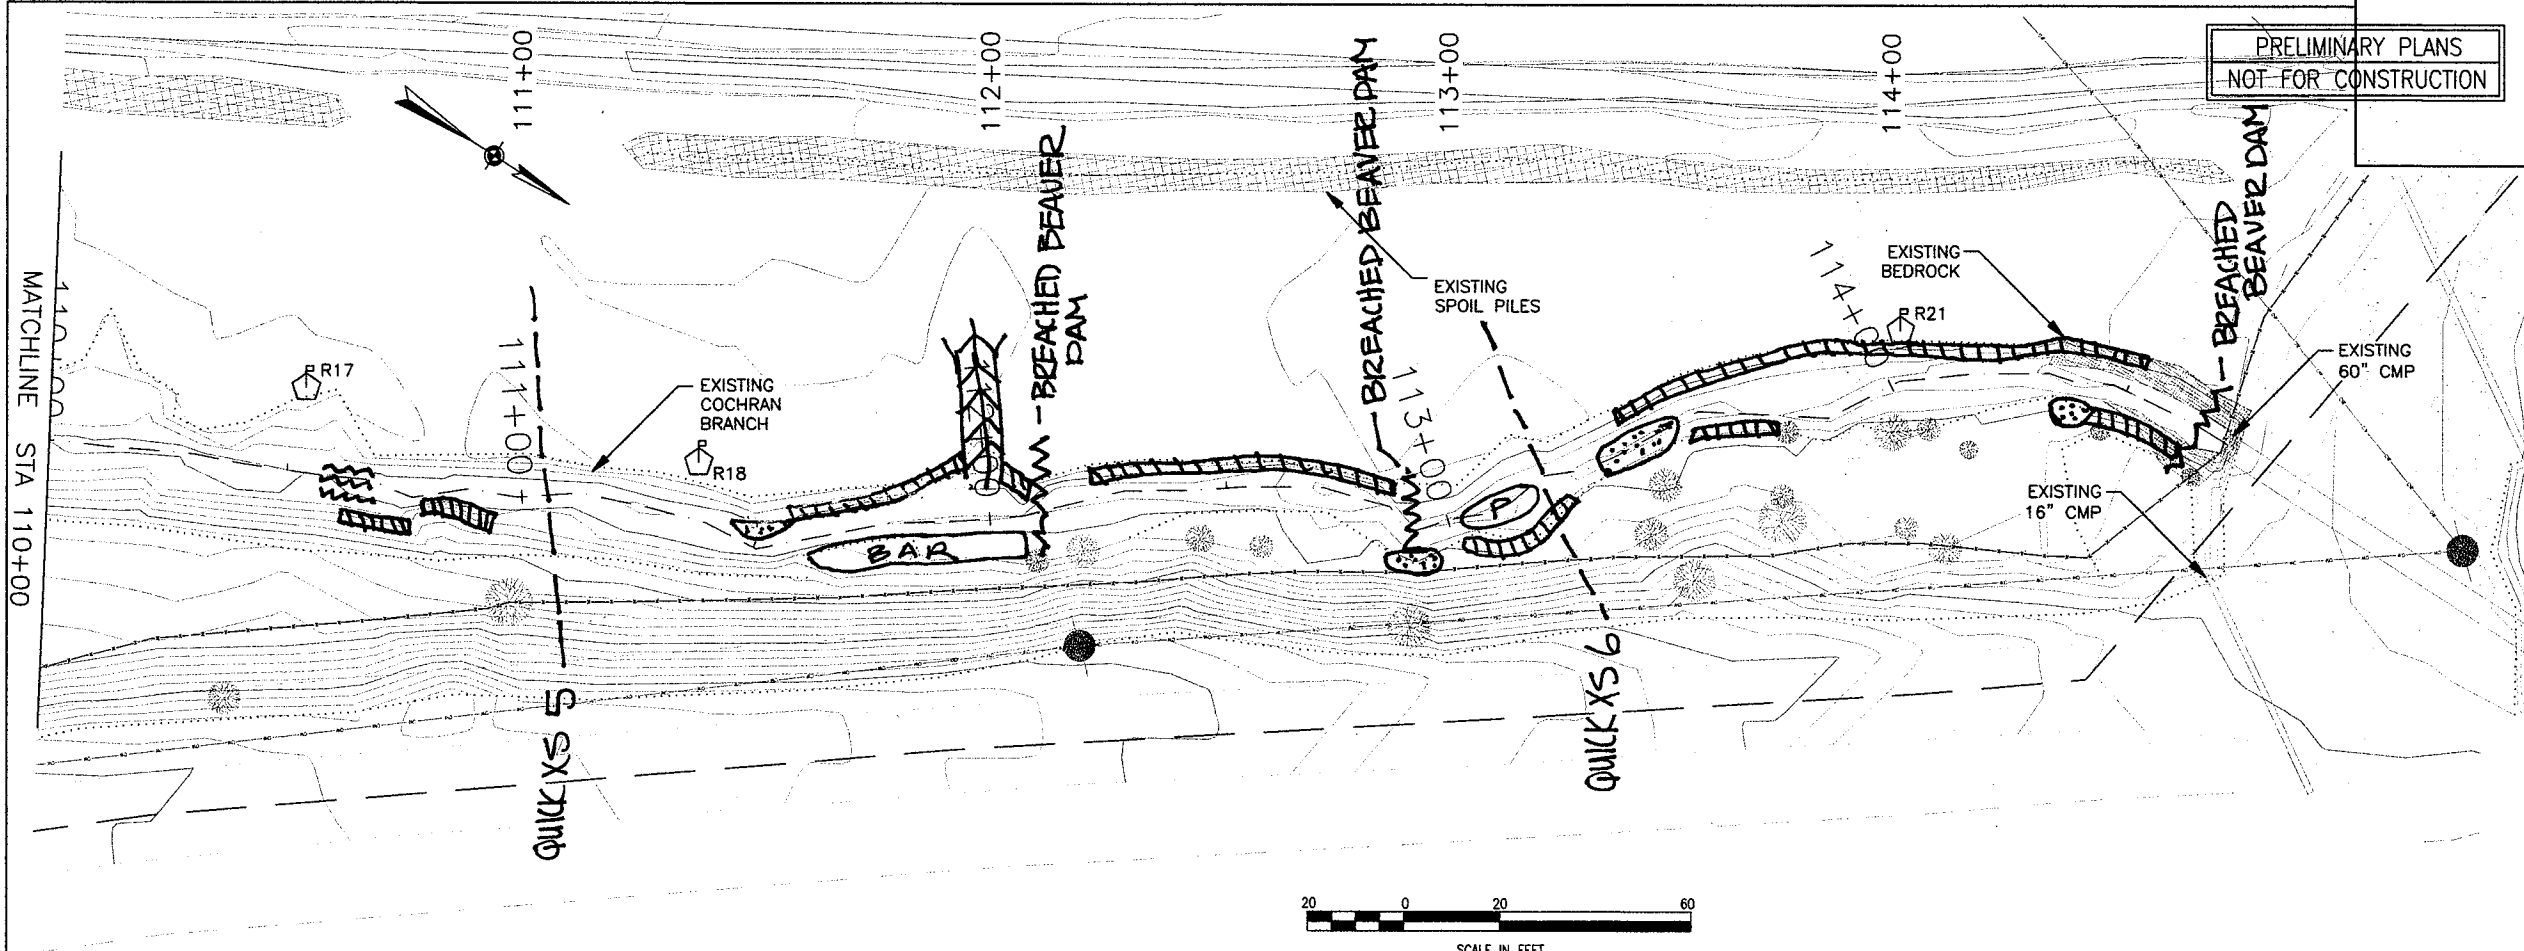 PRELIMINARY PLANS
NOT FOR CONSTRUCTION
111+00
112+00
113+00
114+00
BREACHED BEAVER
DAM
BREACHED BEAVER DAM
BREACHED
BEAVER DAM
MATCHLINE STA 110+00
110+00
111+00
113+00
114+00
R17
R18
R21
EXISTING
COCHRAN
BRANCH
EXISTING
SPOIL PILES
EXISTING
BEDROCK
EXISTING
60" CMP
EXISTING
16" CMP
BAR
P
QUICK XS 5
QUICK XS 6
20 0 20 60
SCALE IN FEET